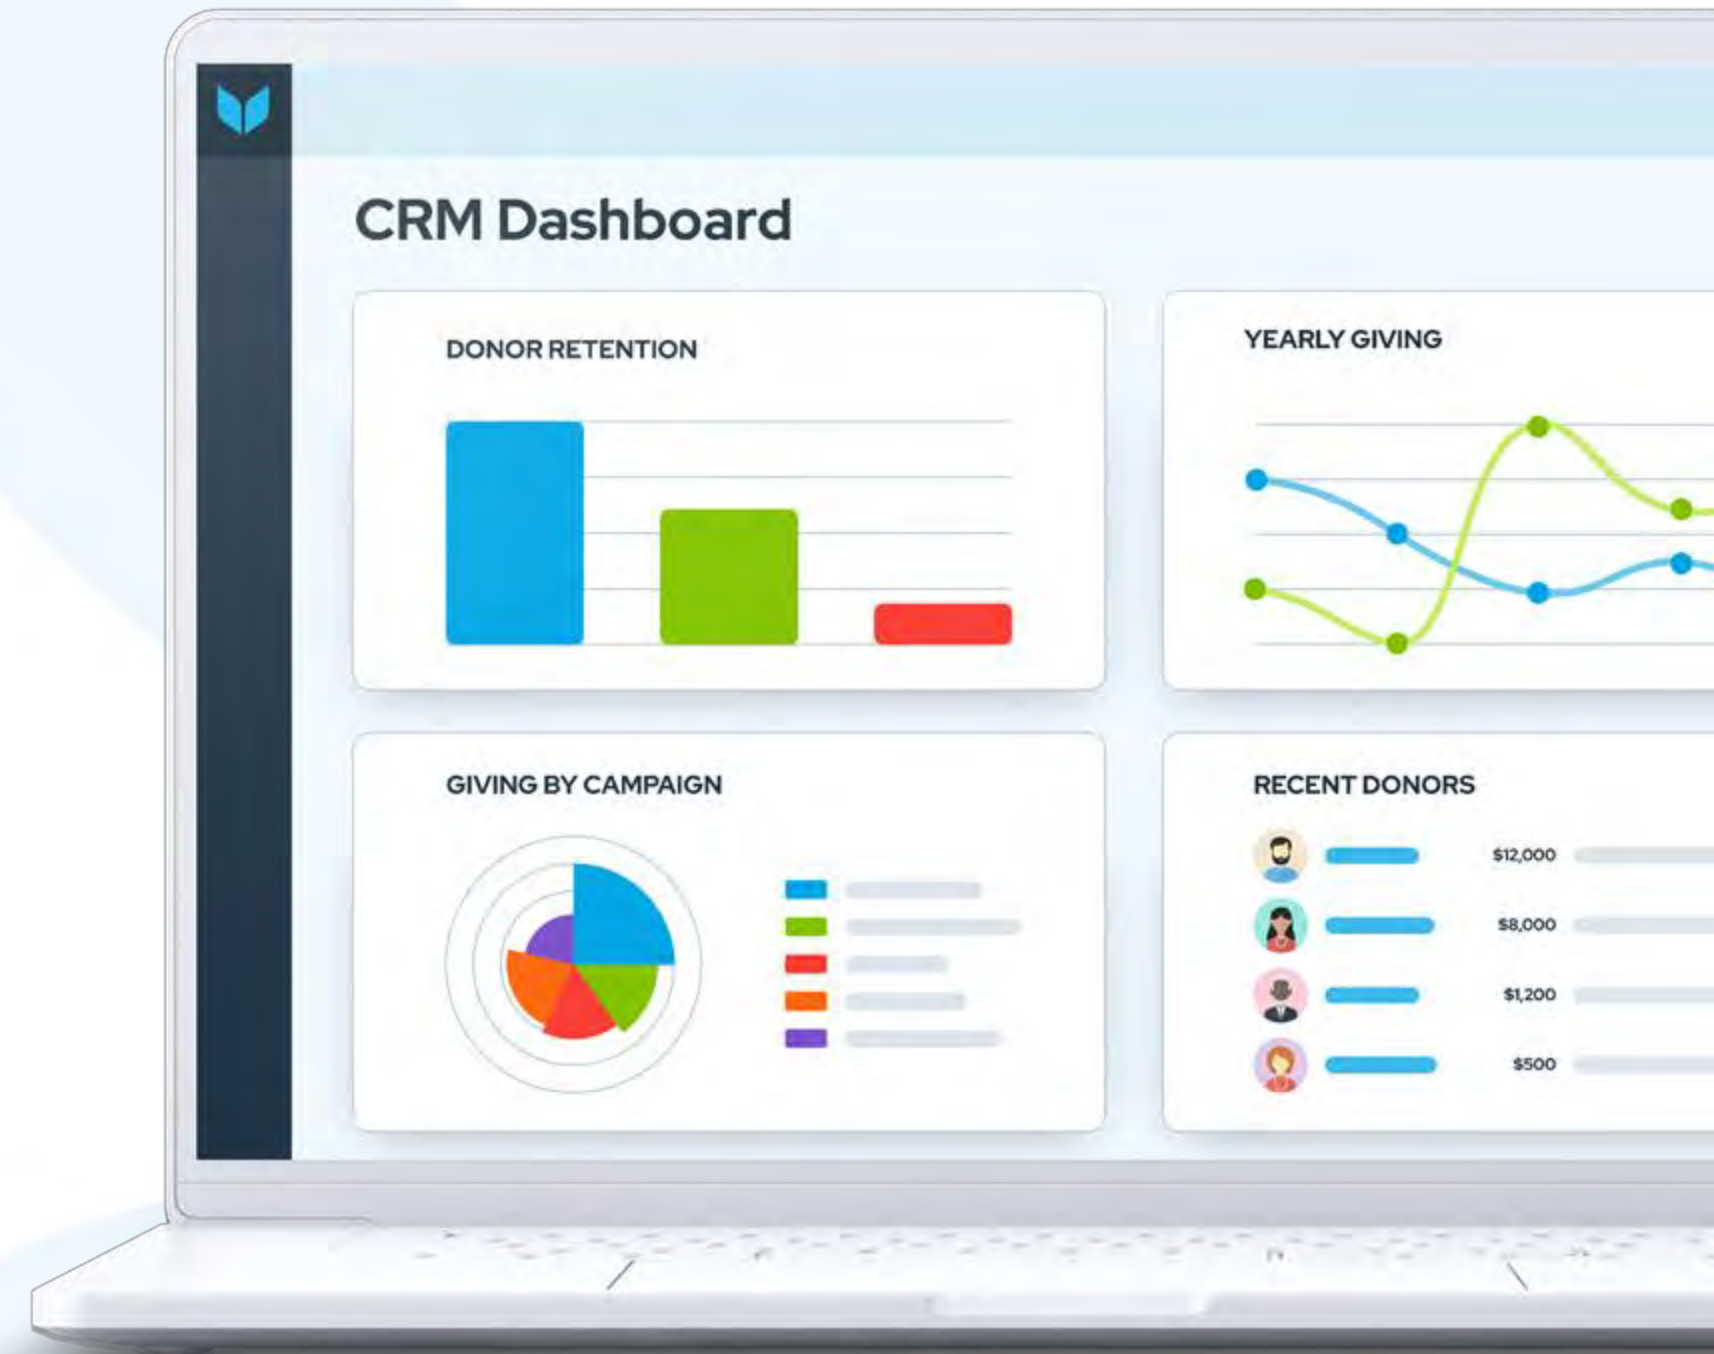 CRM Dashboard
DONOR RETENTION
YEARLY GIVING
GIVING BY CAMPAIGN
RECENT DONORS
$12,000
$8,000
$1,200
$500